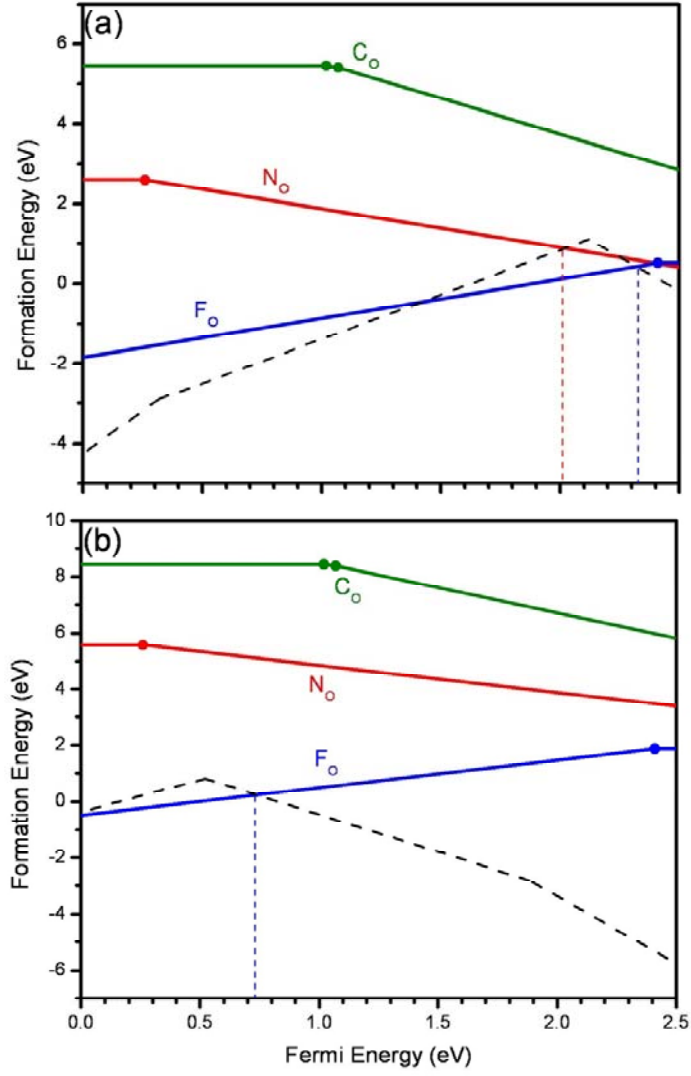 (a)
6
4
2
0
-2
-4
Formation Energy (eV)
C_O
N_O
F_O
(b)
10
8
6
4
2
0
-2
-4
-6
Formation Energy (eV)
C_O
N_O
F_O
0.0 0.5 1.0 1.5 2.0 2.5
Fermi Energy (eV)